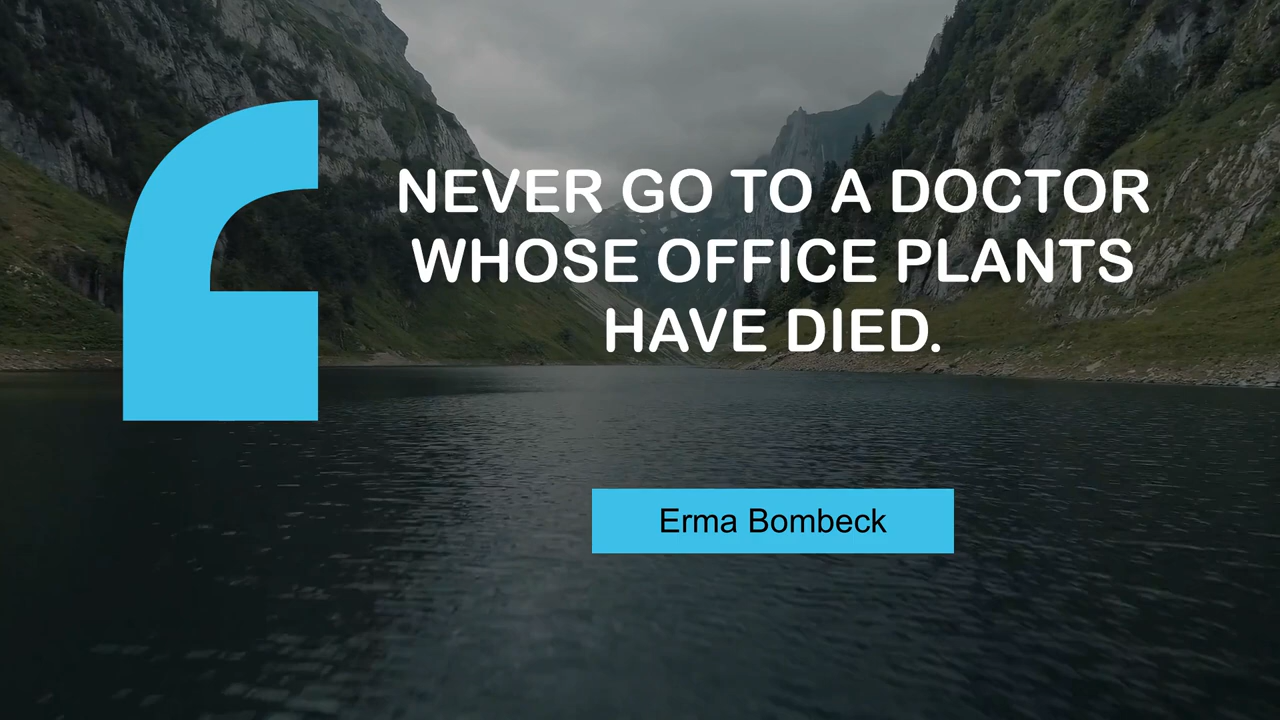 NEVER GO TO A DOCTOR
WHOSE OFFICE PLANTS
HAVE DIED.
Erma Bombeck